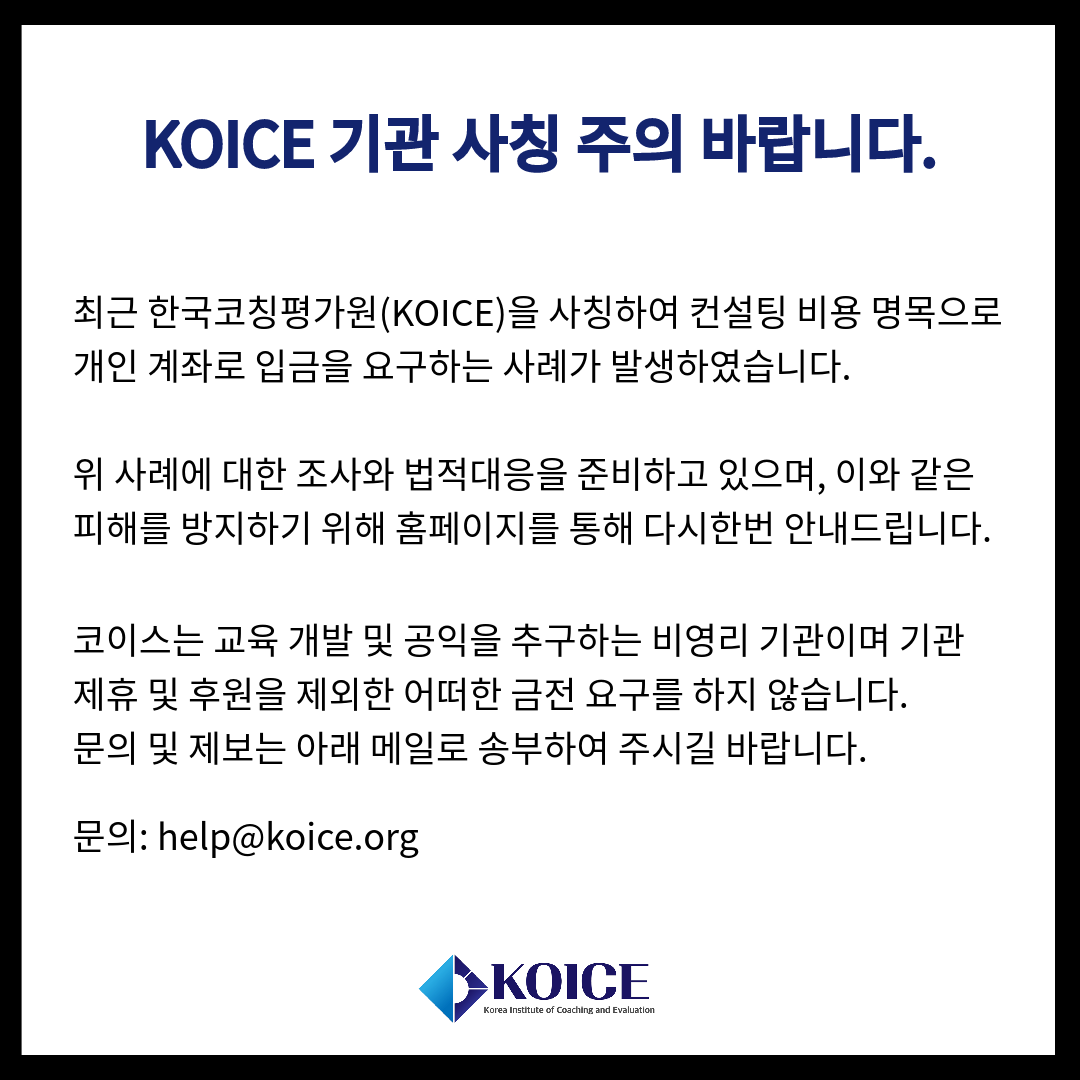 KOICE 기관 사칭 주의 바랍니다.
최근 한국코칭평가원(KOICE)을 사칭하여 컨설팅 비용 명목으로
개인 계좌로 입금을 요구하는 사례가 발생하였습니다.
위 사례에 대한 조사와 법적대응을 준비하고 있으며, 이와 같은
피해를 방지하기 위해 홈페이지를 통해 다시한번 안내드립니다.
코이스는 교육 개발 및 공익을 추구하는 비영리 기관이며 기관
제휴 및 후원을 제외한 어떠한 금전 요구를 하지 않습니다.
문의 및 제보는 아래 메일로 송부하여 주시길 바랍니다.
문의: help@koice.org
KOICE
Korea Institute of Coaching and Evaluation